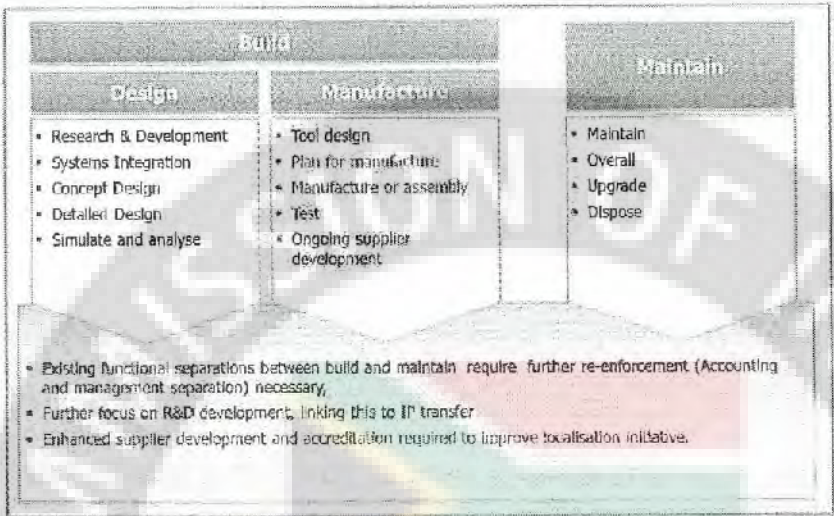 Build
Design
Manufacture
Maintain
• Research & Development
• Systems Integration
• Concept Design
• Detailed Design
• Simulate and analyse
• Tool design
• Plan for manufacture
• Manufacture or assembly
• Test
• Ongoing supplier
development
• Maintain
• Overall
• Upgrade
• Dispose
• Existing functional separations between build and maintain require further re-enforcement (Accounting
and management separation) necessary,
• Further focus on R&D development, linking this to IP transfer
• Enhanced supplier development and accreditation required to improve localisation initiative.